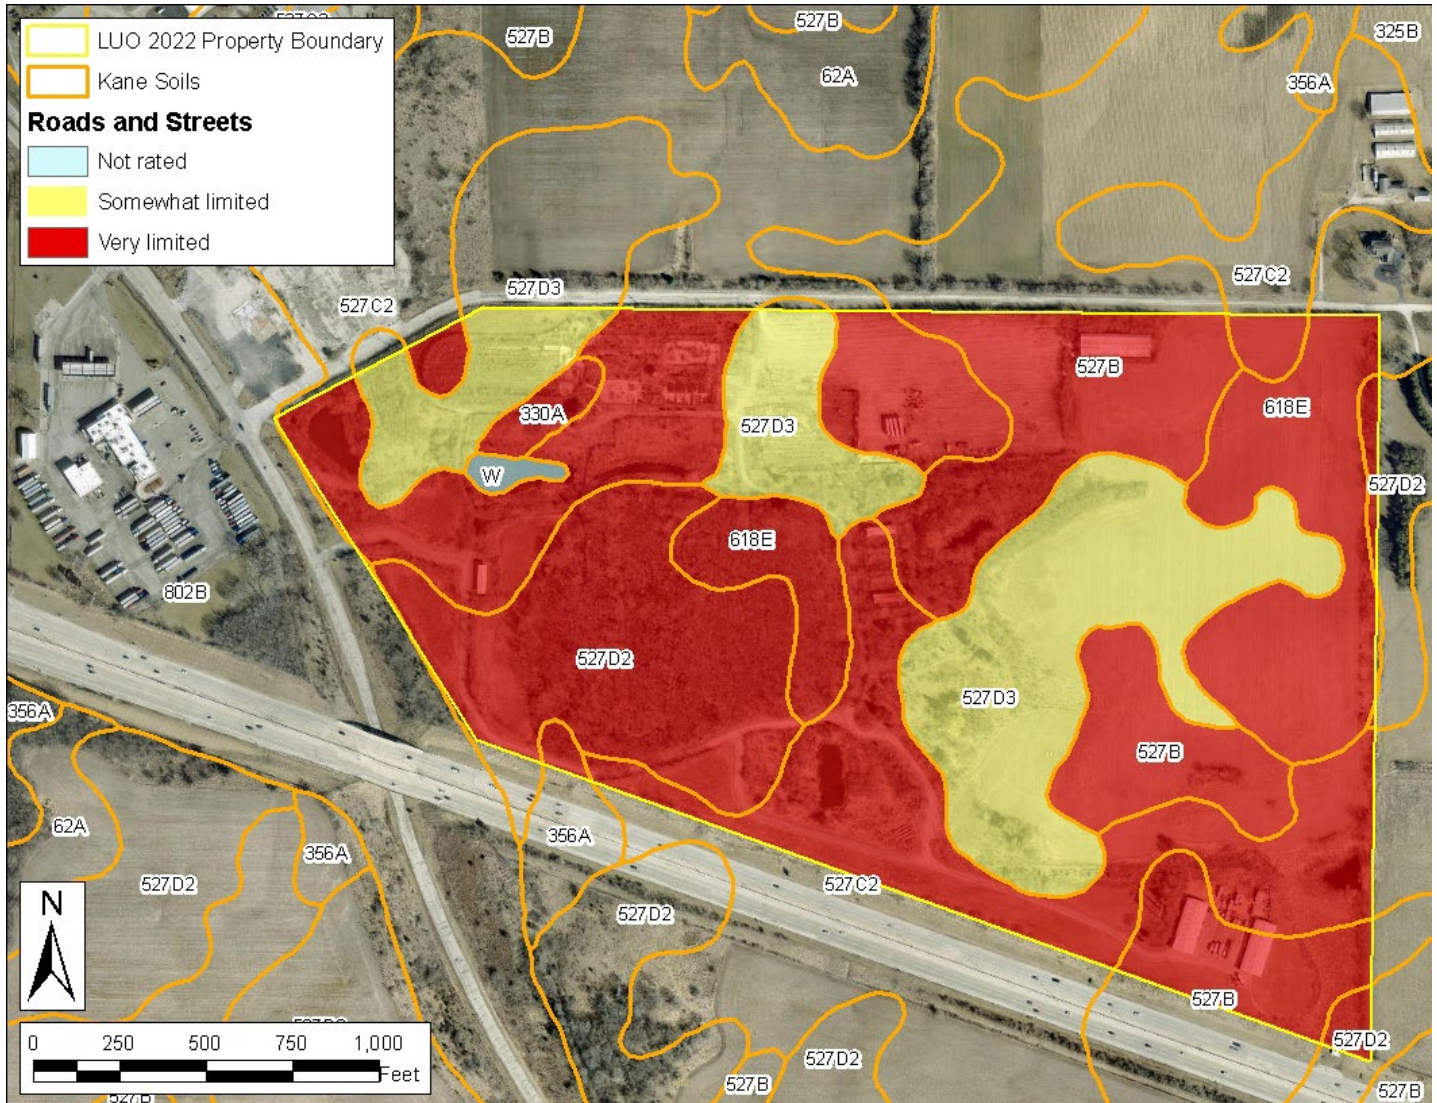 LUO 2022 Property Boundary
Kane Soils
Roads and Streets
Not rated
Somewhat limited
Very limited
527B
527B
62A
325B
356A
527C2
527D3
527C2
527B
618E
330A
527D3
W
527D2
618E
802B
527D2
527D3
356A
527B
62A
356A
356A
527D2
527C2
527D2
527B
527D2
527D2
527B
527B
N
0 250 500 750 1,000
Feet
527B